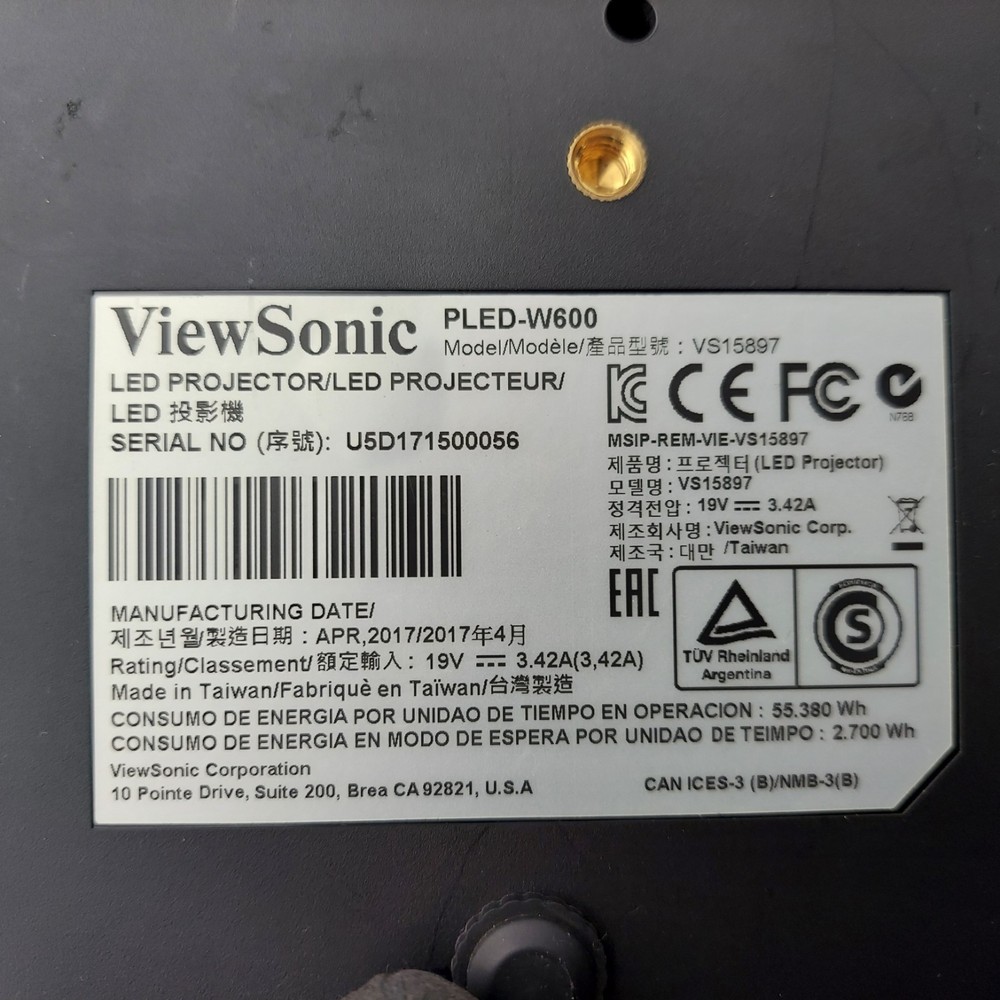 ViewSonic
PLED-W600
Model/Modèle/產品型號 : VS15897
LED PROJECTOR/LED PROJECTEUR/
LED 投影機
SERIAL NO (序號): U5D171500056
N788
MSIP-REM-VIE-VS15897
제품명 : 프로젝터 (LED Projector)
모델명 : VS15897
정격전압 : 19V 3.42A
제조회사명 : ViewSonic Corp.
제조국 : 대만 /Taiwan
EAC
MANUFACTURING DATE/
제조년월/製造日期 : APR,2017/2017年4月
Rating/Classement/額定輸入 : 19V 3.42A(3,42A)
Made in Taiwan/Fabriquè en Taïwan/台灣製造
TÜV Rheinland
Argentina
S
CONSUMO DE ENERGIA POR UNIDAO DE TIEMPO EN OPERACION : 55.380 Wh
CONSUMO DE ENERGIA EN MODO DE ESPERA POR UNIDAO DE TEIMPO : 2.700 Wh
ViewSonic Corporation
10 Pointe Drive, Suite 200, Brea CA 92821, U.S.A
CAN ICES-3 (B)/NMB-3(B)